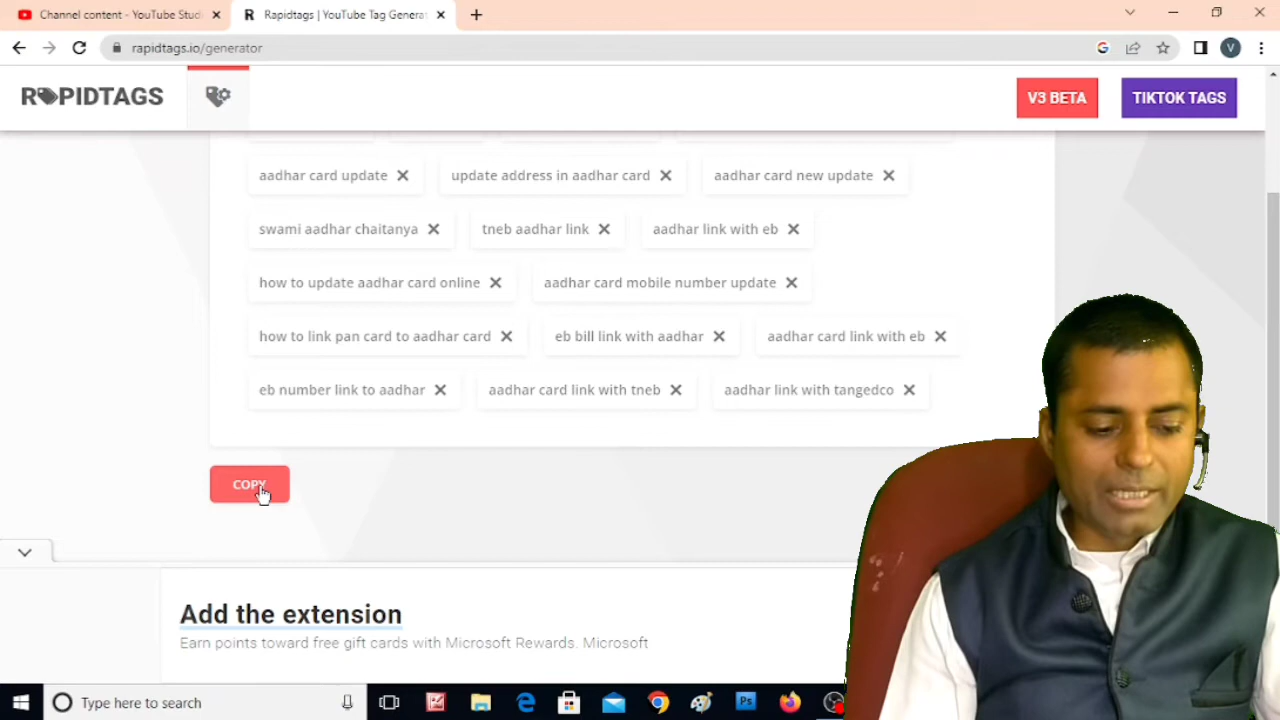 Channel content - YouTube Stud
Rapidtags | YouTube Tag Generat
rapidtags.io/generator
V
RAPIDTAGS
V3 BETA
TIKTOK TAGS
aadhar card update
update address in aadhar card
aadhar card new update
swami aadhar chaitanya
tneb aadhar link
aadhar link with eb
how to update aadhar card online
aadhar card mobile number update
how to link pan card to aadhar card
eb bill link with aadhar
aadhar card link with eb
eb number link to aadhar
aadhar card link with tneb
aadhar link with tangedco
COPY
Add the extension
Earn points toward free gift cards with Microsoft Rewards. Microsoft
Type here to search
Ps